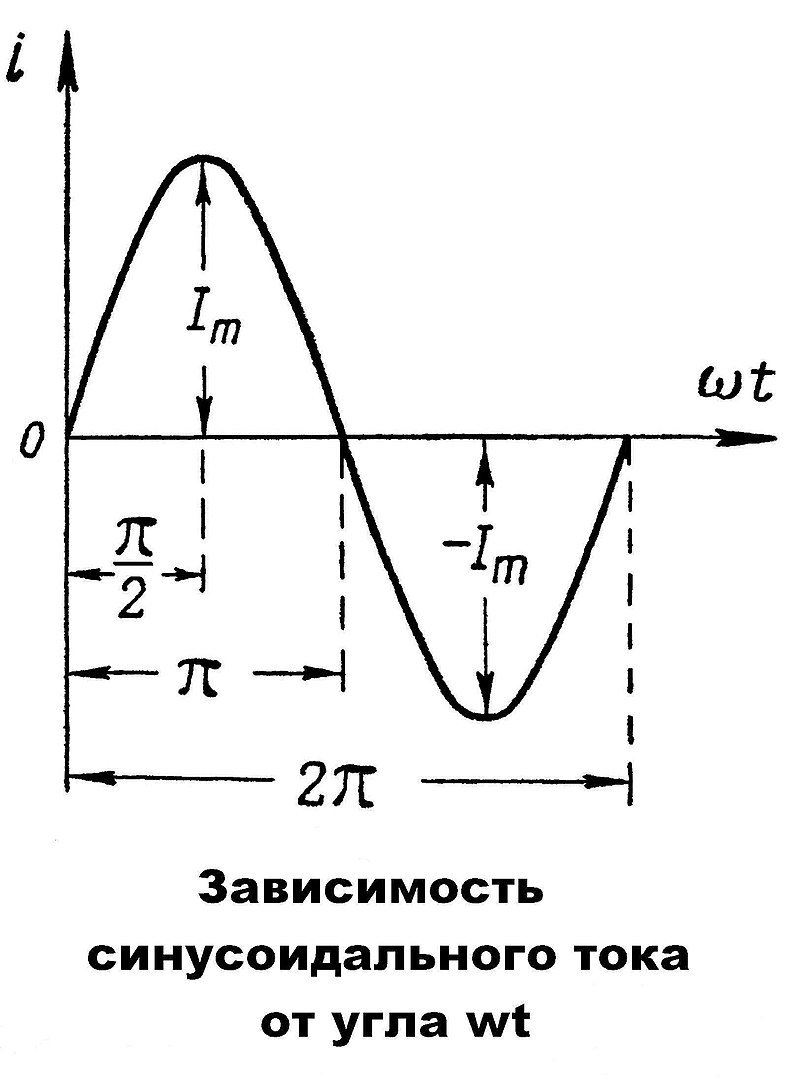 i
I_m
ωt
0
π/2
-I_m
π
2π
Зависимость
синусоидального тока
от угла wt